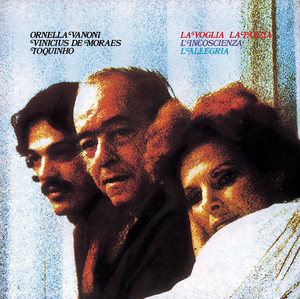 ORNELLA VANONI
VINICIUS DE MORAES
TOQUINHO
LA VOGLIA LA PAZZIA
L'INCOSCIENZA
L'ALLEGRIA